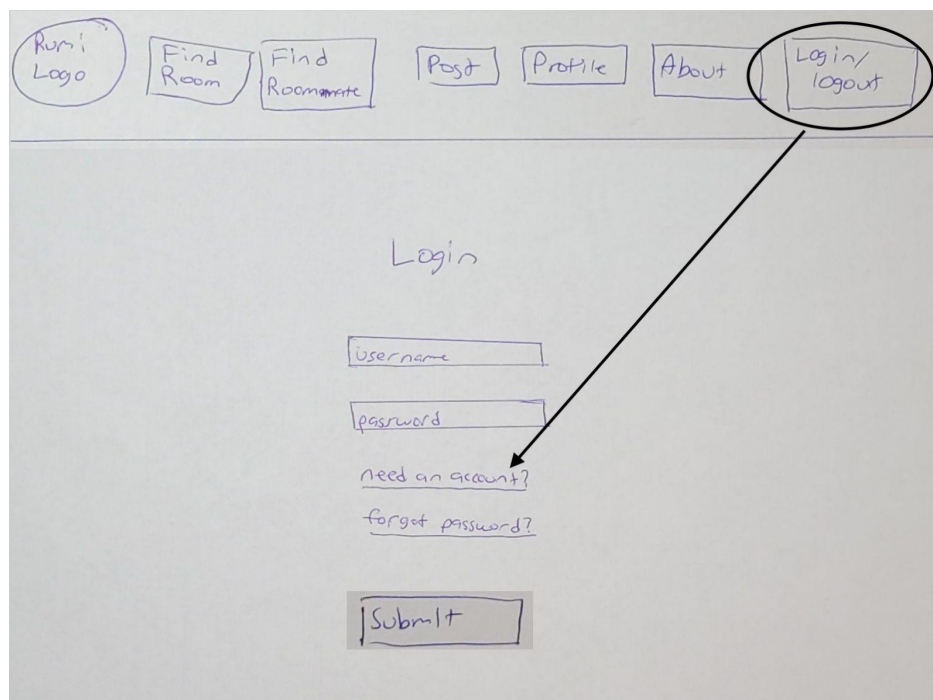 Rumi
Logo
Find
Room
Find
Roommate
Post
Profile
About
Login/
logout
Login
username
password
need an account?
forgot password?
Submit